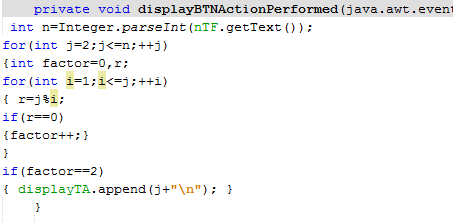 private void displayBTNActionPerformed(java.awt.event
int n=Integer.parseInt(nTF.getText());
for(int j=2;j<=n;++j)
{int factor=0,r;
for(int i=1;i<=j;++i)
{ r=j%i;
if(r==0)
{factor++;}
}
if(factor==2)
{ displayTA.append(j+"\n"); }
}